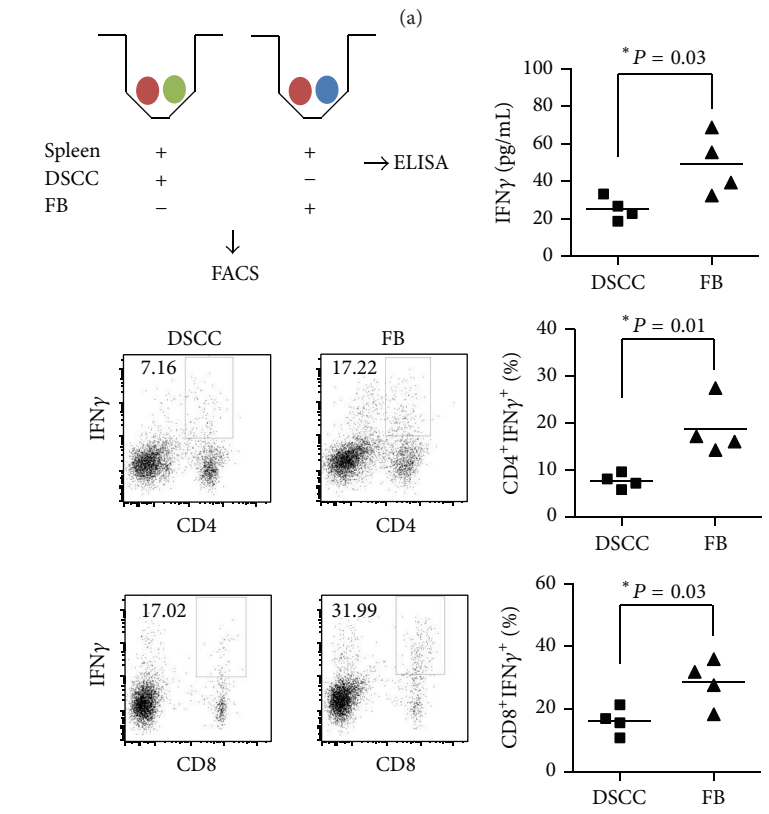 (a)
Spleen + +
DSCC + −
FB − +
→ ELISA
↓
FACS
* P = 0.03
IFNγ (pg/mL)
100
80
60
40
20
0
DSCC FB
DSCC FB
7.16 17.22
IFNγ
CD4 CD4
* P = 0.01
CD4⁺IFNγ⁺ (%)
40
30
20
10
0
DSCC FB
17.02 31.99
IFNγ
CD8 CD8
* P = 0.03
CD8⁺IFNγ⁺ (%)
60
40
20
0
DSCC FB